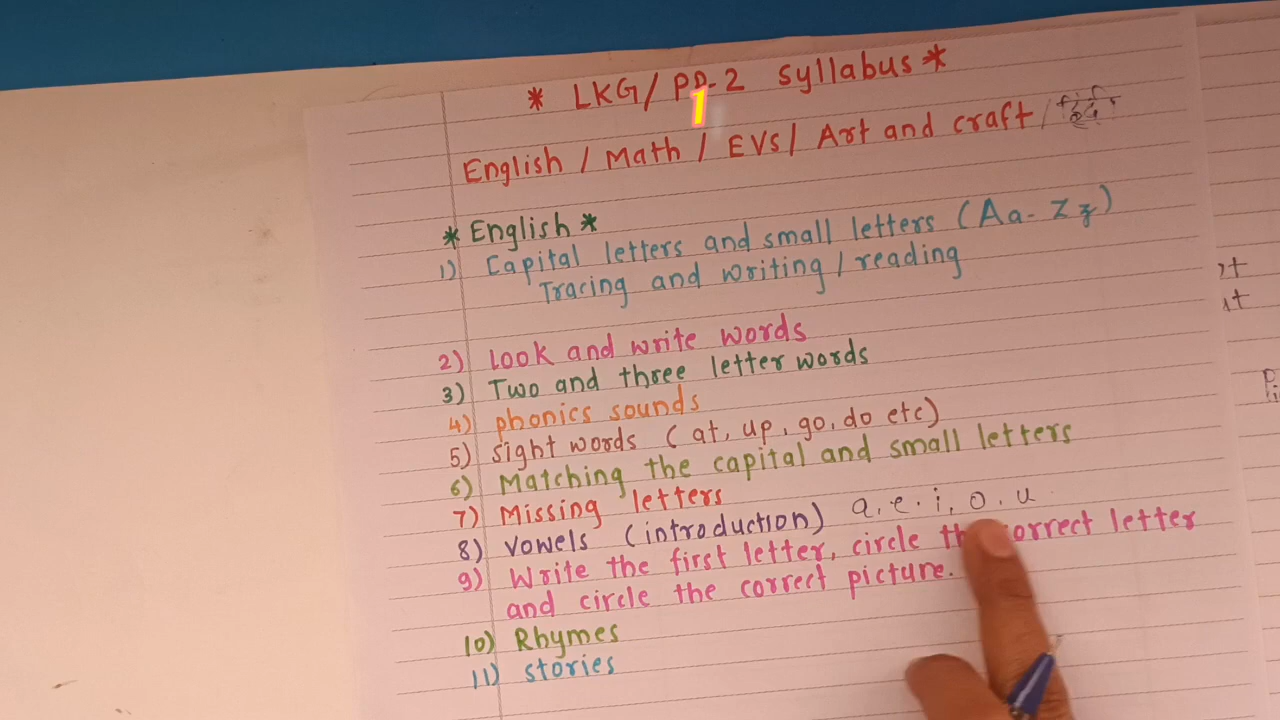 * LKG/ PP-2 syllabus *
1
English / Math / EVS/ Art and craft /
* English *
1) Capital letters and small letters (Aa- Zz)
Tracing and writing / reading
2) Look and write words
3) Two and three letter words
4) phonics sounds
5) sight words ( at, up, go, do etc)
6) Matching the capital and small letters
7) Missing letters
8) Vowels (introduction) a, e. i, o. u
9) Write the first letter, circle the correct letter
and circle the correct picture.
10) Rhymes
11) stories